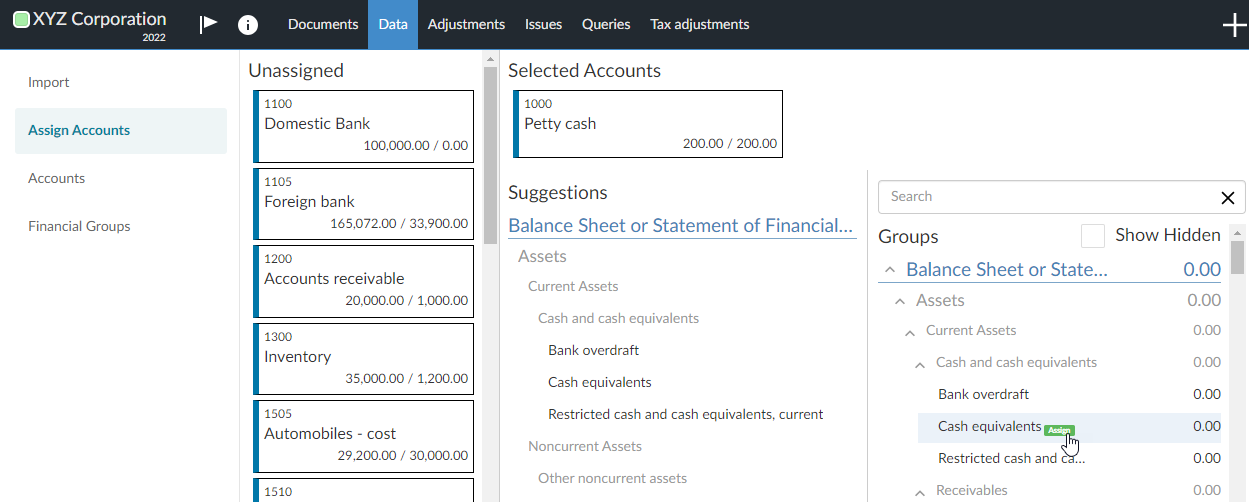 XYZ Corporation
2022
Documents
Data
Adjustments
Issues
Queries
Tax adjustments
Import
Assign Accounts
Accounts
Financial Groups
Unassigned
1100
Domestic Bank
100,000.00 / 0.00
1105
Foreign bank
165,072.00 / 33,900.00
1200
Accounts receivable
20,000.00 / 1,000.00
1300
Inventory
35,000.00 / 1,200.00
1505
Automobiles - cost
29,200.00 / 30,000.00
1510
Selected Accounts
1000
Petty cash
200.00 / 200.00
Suggestions
Balance Sheet or Statement of Financial...
Assets
Current Assets
Cash and cash equivalents
Bank overdraft
Cash equivalents
Restricted cash and cash equivalents, current
Noncurrent Assets
Other noncurrent assets
Search
Groups
Show Hidden
Balance Sheet or State... 0.00
Assets 0.00
Current Assets 0.00
Cash and cash equivalents 0.00
Bank overdraft 0.00
Cash equivalents Assign 0.00
Restricted cash and ca... 0.00
Receivables 0.00